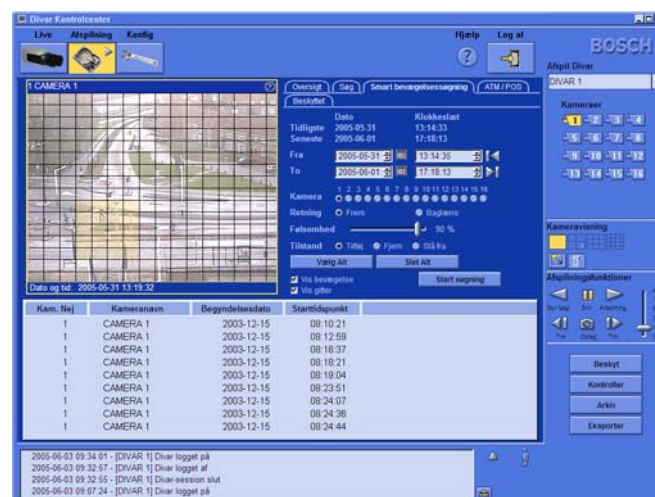 Divar Kontrolcenter
Live Afspilning Konfig
Hjælp Log af
BOSCH
Afspil Divar
DIVAR 1
Kameraer
1 2 3 4
5 6 7 8
9 10 11 12
13 14 15 16
1 CAMERA 1
Dato og tid: 2005-05-31 13:19:32
Oversigt Søg Smart bevægelsessøgning ATM / POS
Beskyttet
Dato Klokkeslæt
Tidligste 2005-05-31 13:14:33
Seneste 2005-06-01 17:18:13
Fra 2005-05-31 13:14:35
To 2005-06-01 17:18:13
1 2 3 4 5 6 7 8 9 10 11 12 13 14 15 16
Kamera
Retning Frem Baglæns
Følsomhed 90 %
Tilstand Tilføj Fjern Slå fra
Vælg Alt Slet Alt
Vis bevægelse Start søgning
Vis gitter
Kameravisning
Afspilningsfunktioner
Still Afspilning
Trin Optag Trin
Kam. Nej Kameranavn Begyndelsesdato Starttidspunkt
1 CAMERA 1 2003-12-15 08:10:21
1 CAMERA 1 2003-12-15 08:12:59
1 CAMERA 1 2003-12-15 08:16:37
1 CAMERA 1 2003-12-15 08:18:21
1 CAMERA 1 2003-12-15 08:19:04
1 CAMERA 1 2003-12-15 08:23:51
1 CAMERA 1 2003-12-15 08:24:07
1 CAMERA 1 2003-12-15 08:24:36
1 CAMERA 1 2003-12-15 08:24:44
Beskyt
Kontroller
Arkiv
Eksporter
2005-06-03 09:34:01 - [DIVAR 1] Divar logget på
2005-06-03 09:32:57 - [DIVAR 1] Divar logget af
2005-06-03 09:32:55 - [DIVAR 1] Divar-session slut
2005-06-03 09:07:24 - [DIVAR 1] Divar logget på